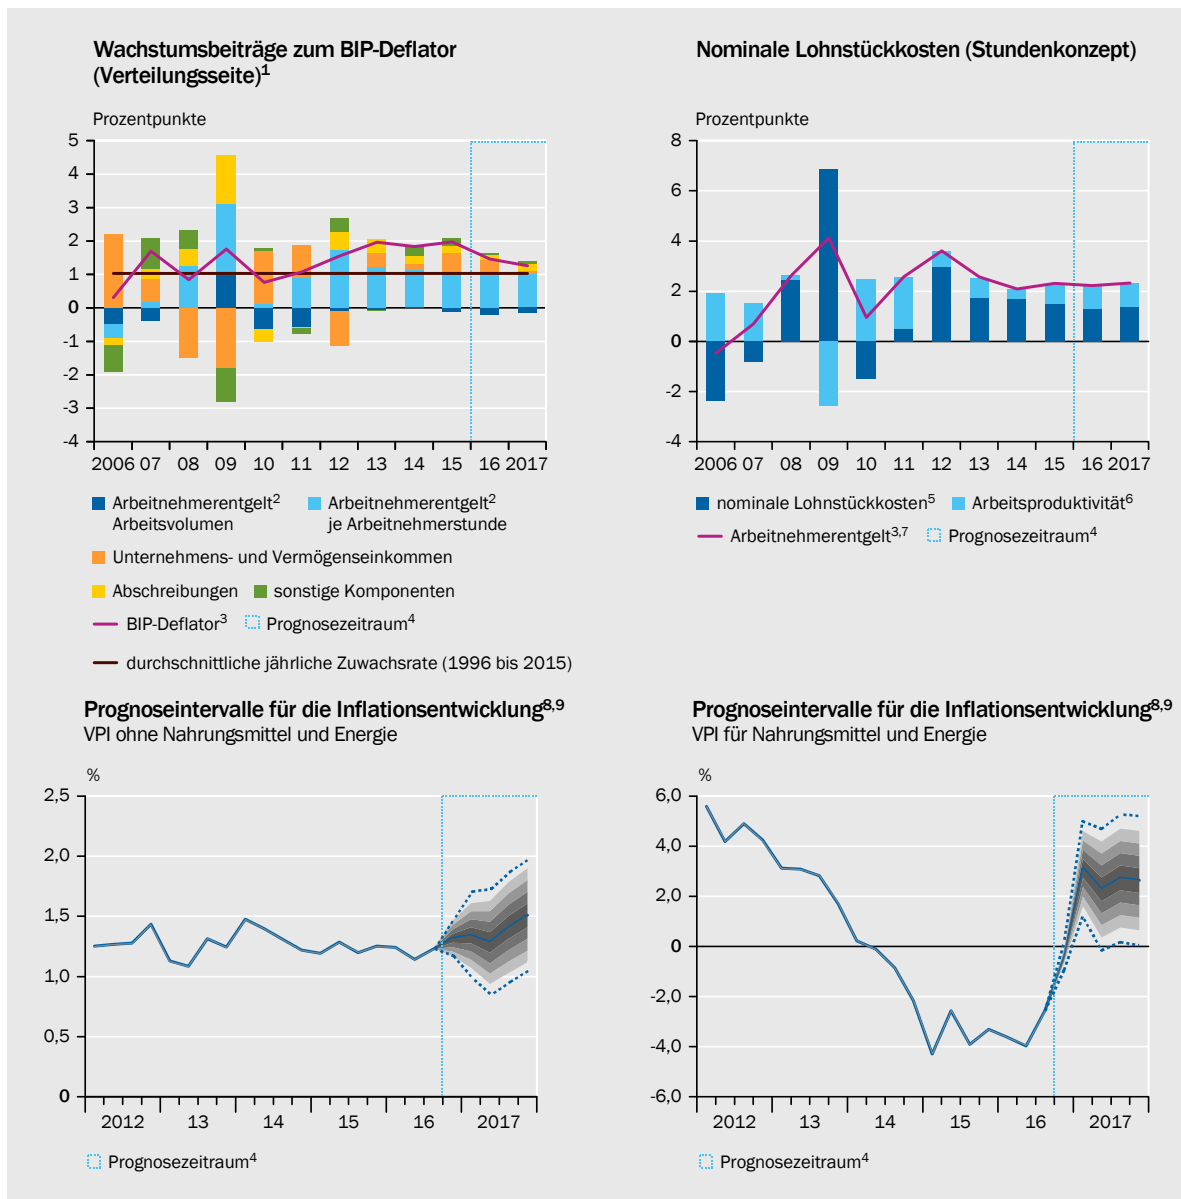 Wachstumsbeiträge zum BIP-Deflator
(Verteilungsseite)1
Prozentpunkte
5
4
3
2
1
0
-1
-2
-3
-4
2006 07 08 09 10 11 12 13 14 15 16 2017
Arbeitnehmerentgelt2
Arbeitsvolumen
Arbeitnehmerentgelt2
je Arbeitnehmerstunde
Unternehmens- und Vermögenseinkommen
Abschreibungen sonstige Komponenten
BIP-Deflator3 Prognosezeitraum4
durchschnittliche jährliche Zuwachsrate (1996 bis 2015)
Nominale Lohnstückkosten (Stundenkonzept)
Prozentpunkte
8
6
4
2
0
-2
-4
2006 07 08 09 10 11 12 13 14 15 16 2017
nominale Lohnstückkosten5 Arbeitsproduktivität6
Arbeitnehmerentgelt3,7 Prognosezeitraum4
Prognoseintervalle für die Inflationsentwicklung8,9
VPI ohne Nahrungsmittel und Energie
%
2,5
2,0
1,5
1,0
0,5
0
2012 13 14 15 16 2017
Prognosezeitraum4
Prognoseintervalle für die Inflationsentwicklung8,9
VPI für Nahrungsmittel und Energie
%
6,0
4,0
2,0
0
-2,0
-4,0
-6,0
2012 13 14 15 16 2017
Prognosezeitraum4